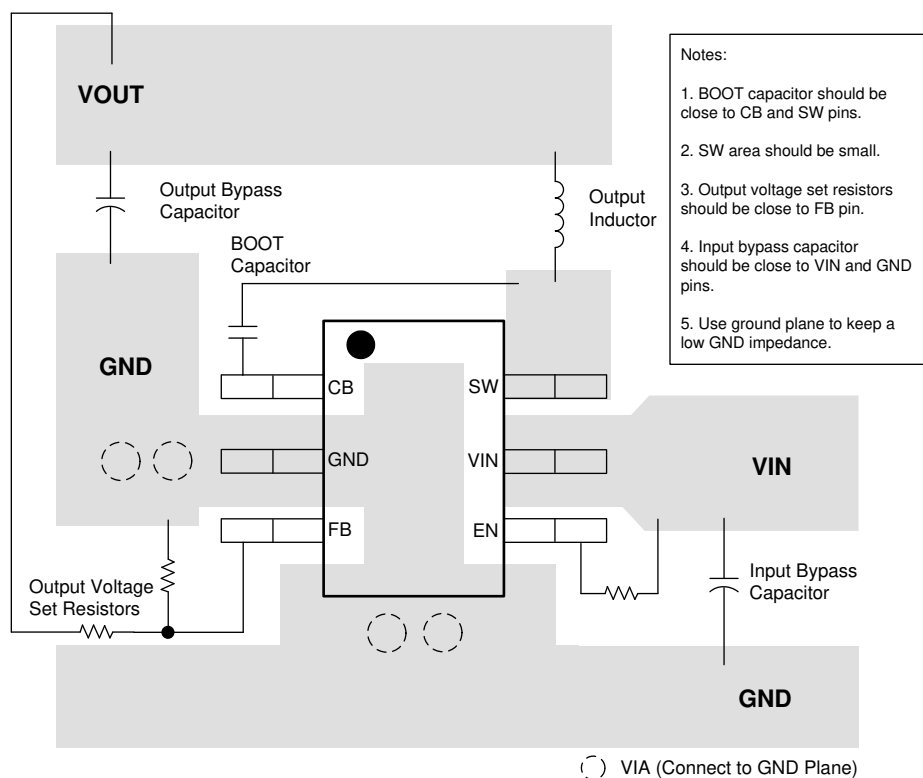 VOUT
Output Bypass
Capacitor
Output
Inductor
BOOT
Capacitor
Notes:
1. BOOT capacitor should be
close to CB and SW pins.
2. SW area should be small.
3. Output voltage set resistors
should be close to FB pin.
4. Input bypass capacitor
should be close to VIN and GND
pins.
5. Use ground plane to keep a
low GND impedance.
GND
CB
SW
GND
VIN
VIN
FB
EN
Output Voltage
Set Resistors
Input Bypass
Capacitor
GND
VIA (Connect to GND Plane)